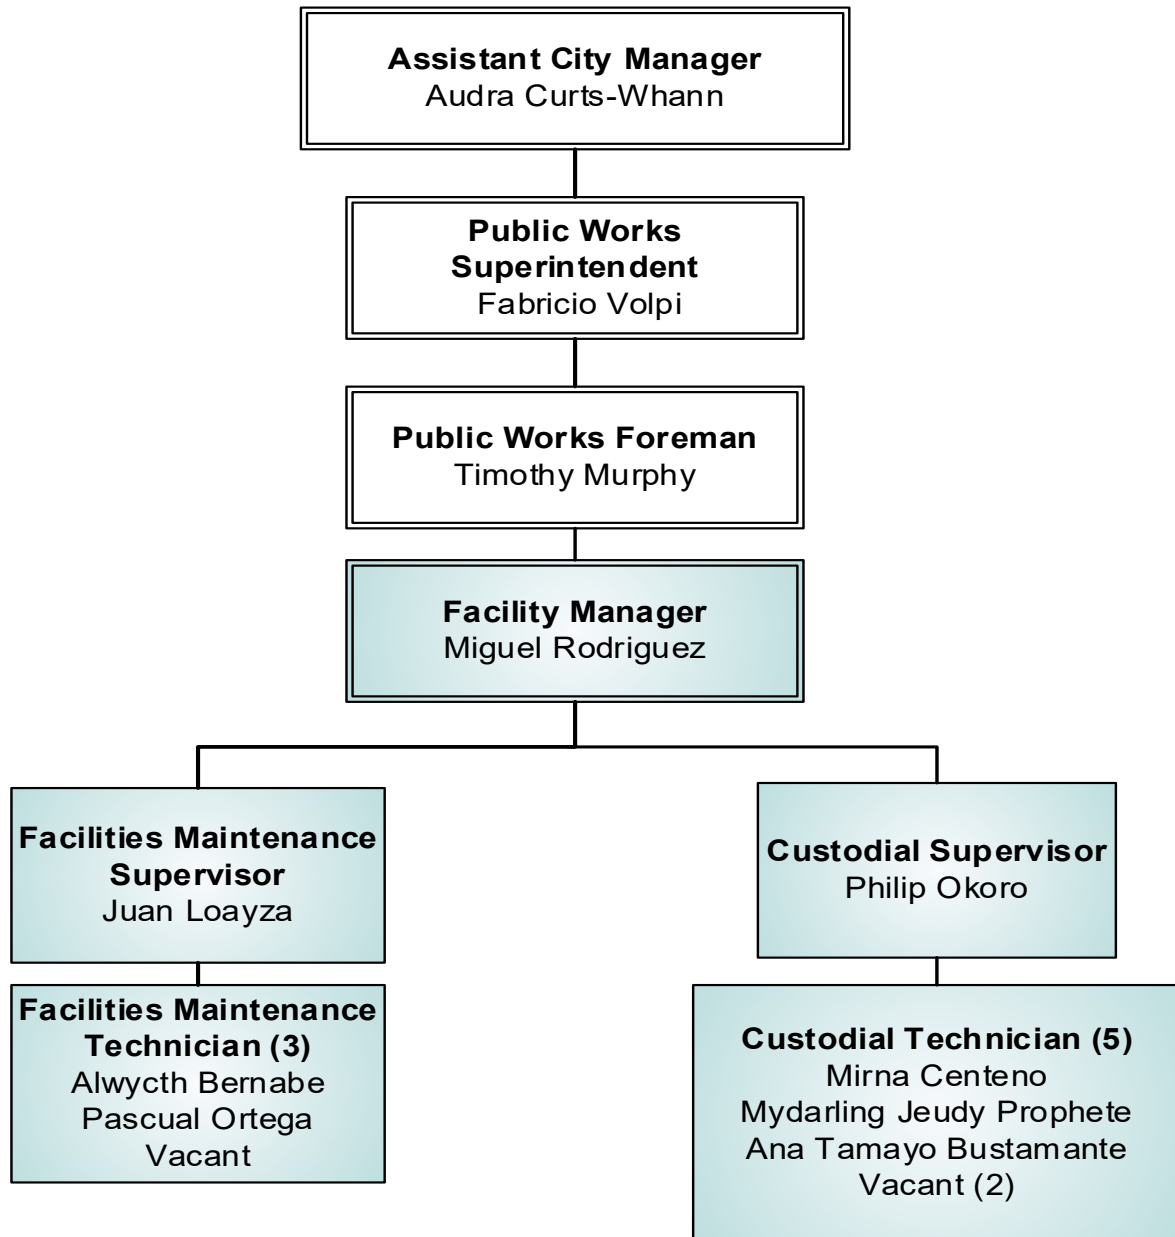 Assistant City Manager
Audra Curts-Whann
Public Works
Superintendent
Fabricio Volpi
Public Works Foreman
Timothy Murphy
Facility Manager
Miguel Rodriguez
Facilities Maintenance
Supervisor
Juan Loayza
Custodial Supervisor
Philip Okoro
Facilities Maintenance
Technician (3)
Alwycth Bernabe
Pascual Ortega
Vacant
Custodial Technician (5)
Mirna Centeno
Mydarling Jeudy Prophete
Ana Tamayo Bustamante
Vacant (2)